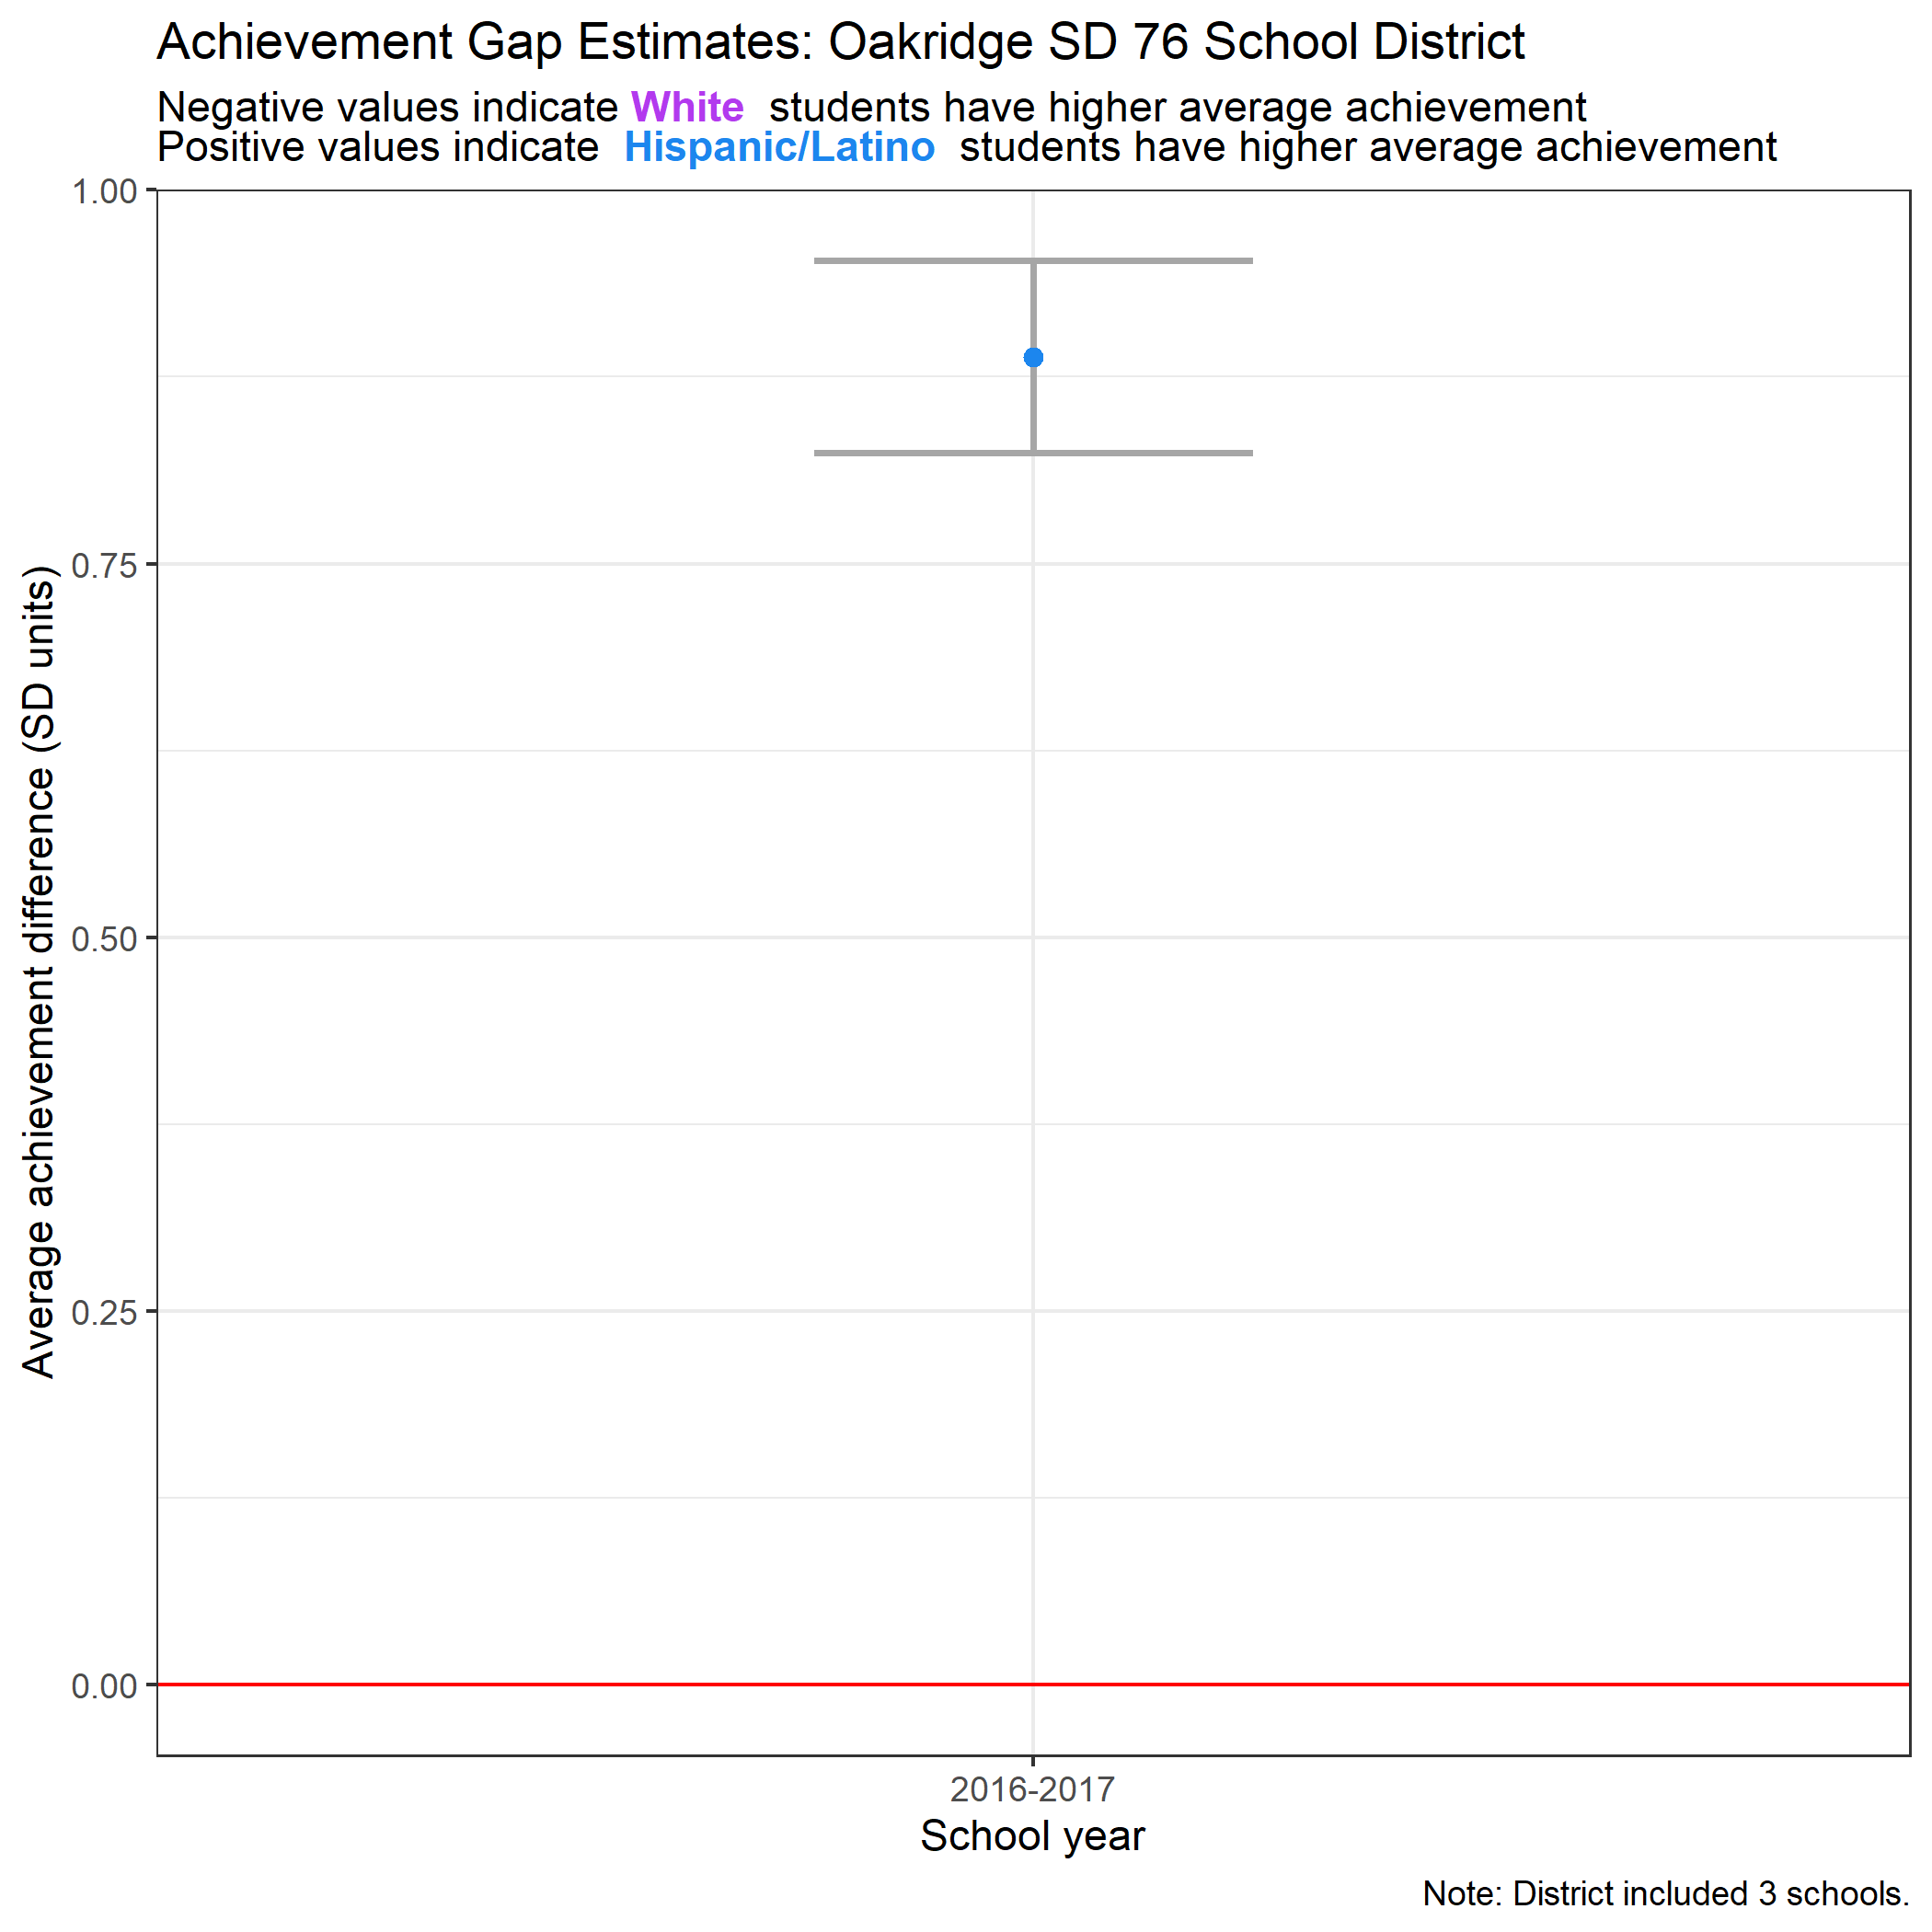 Achievement Gap Estimates: Oakridge SD 76 School District
Negative values indicate White students have higher average achievement
Positive values indicate Hispanic/Latino students have higher average achievement
Average achievement difference (SD units)
1.00
0.75
0.50
0.25
0.00
2016-2017
School year
Note: District included 3 schools.